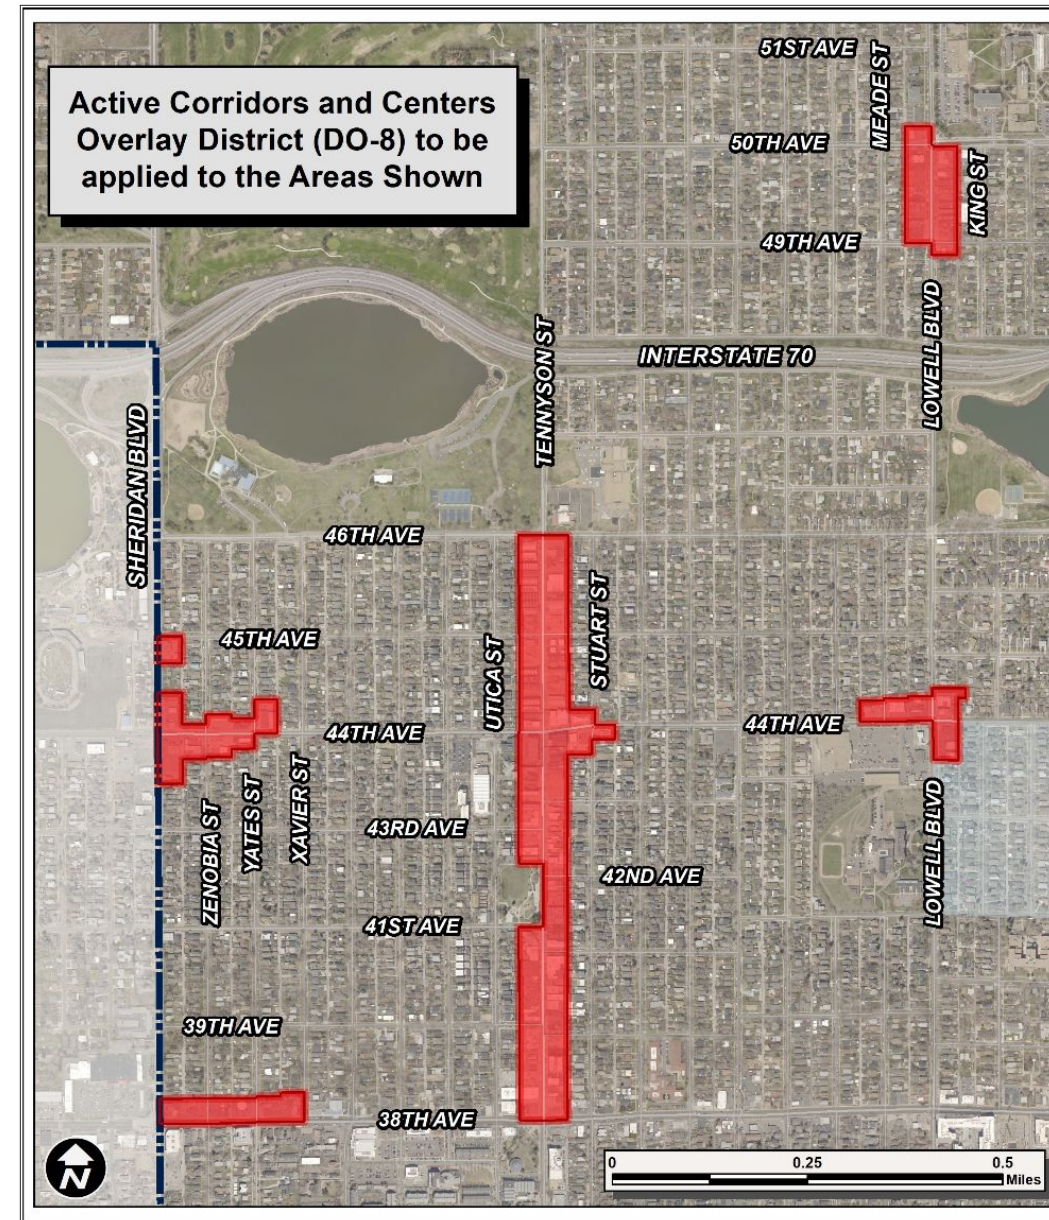 Active Corridors and Centers
Overlay District (DO-8) to be
applied to the Areas Shown
51ST AVE
MEADE ST
50TH AVE
KING ST
49TH AVE
LOWELL BLVD
INTERSTATE 70
TENNYSON ST
SHERIDAN BLVD
46TH AVE
STUART ST
45TH AVE
UTICA ST
44TH AVE
44TH AVE
ZENOBIA ST
YATES ST
XAVIER ST
43RD AVE
42ND AVE
LOWELL BLVD
41ST AVE
39TH AVE
38TH AVE
N
0 0.25 0.5
Miles